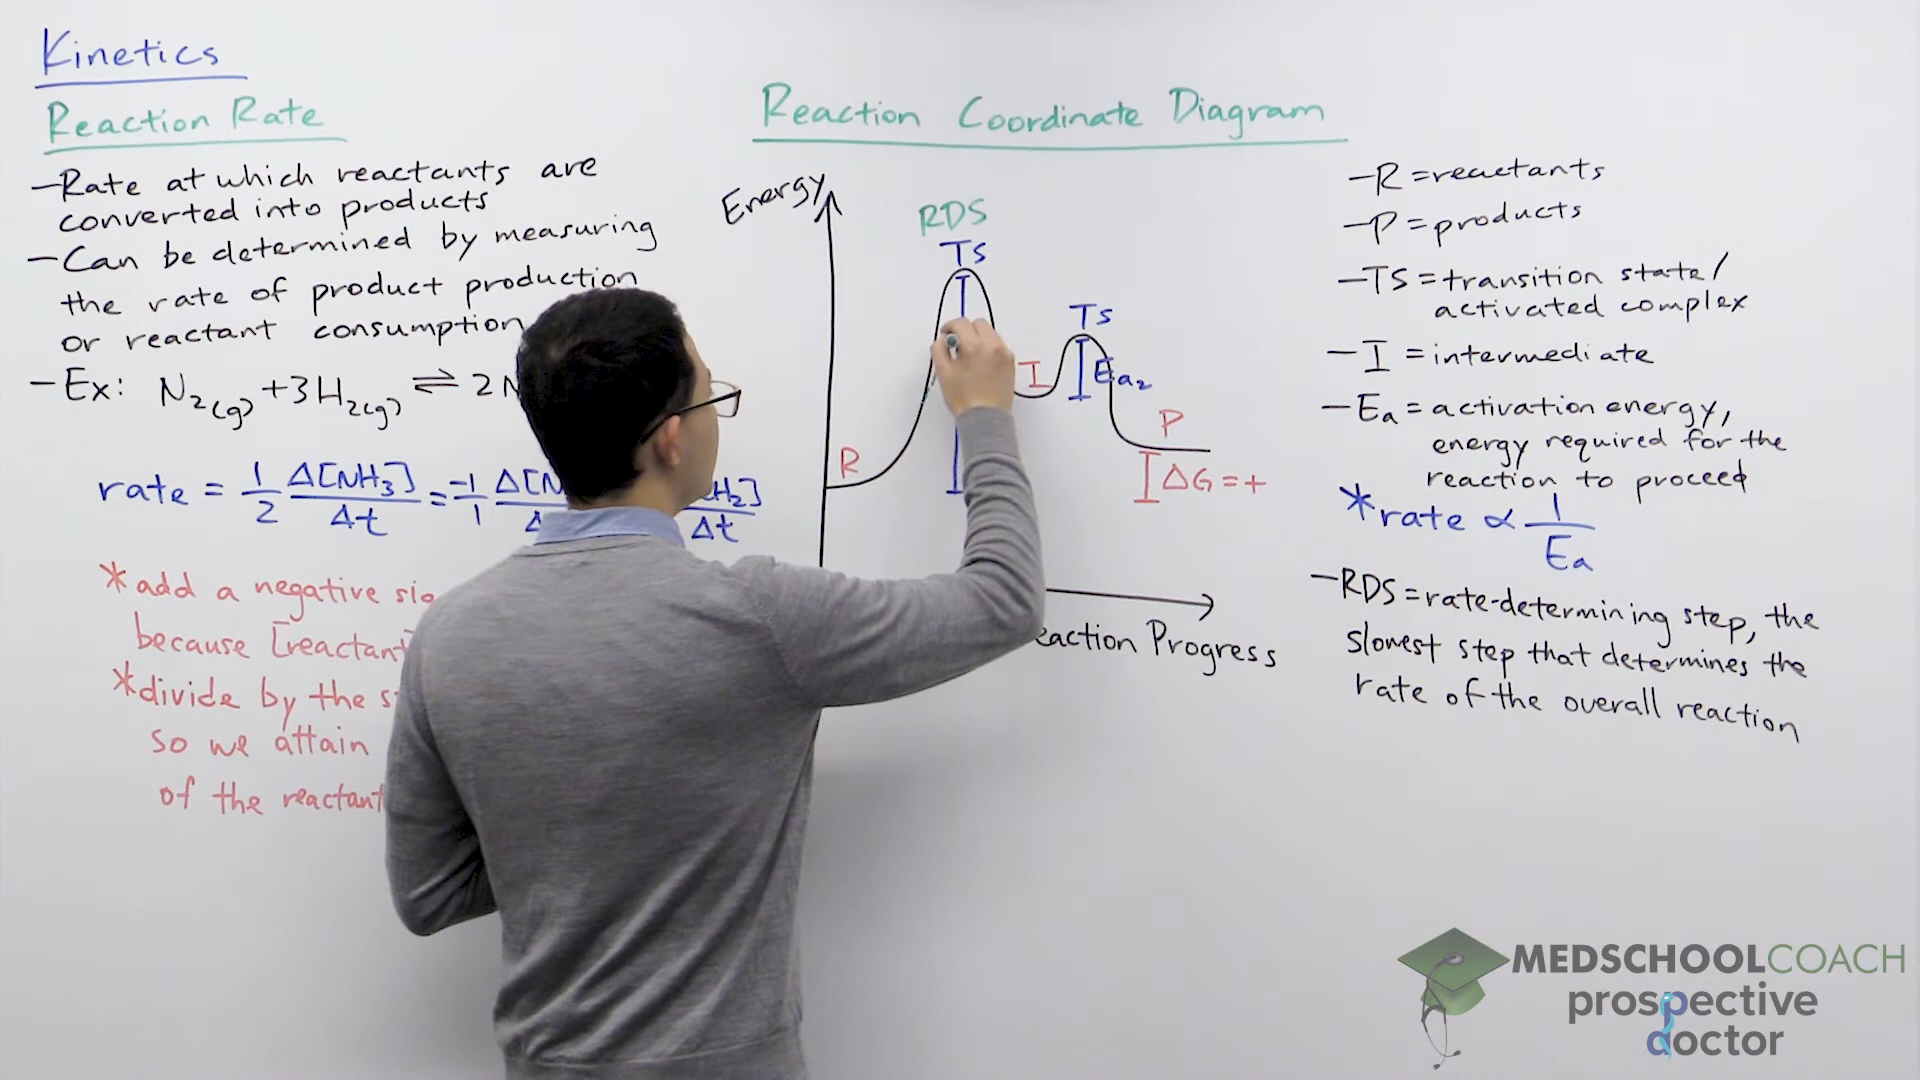 Kinetics
Reaction Rate
-Rate at which reactants are
converted into products
-Can be determined by measuring
the rate of product production
or reactant consumption
-Ex: N₂(g) + 3H₂(g) ⇌ 2
rate = 1/2 Δ[NH₃]/Δt = -1/1 Δ[N H₂]/Δt
*add a negative
because [reactant]
*divide by the
so we attain
of the reactant
Reaction Coordinate Diagram
Energy
RDS
TS
TS
I
Ea₂
R
P
ΔG = +
Progress
-R = reactants
-P = products
-TS = transition state/
activated complex
-I = intermediate
-Ea = activation energy,
energy required for the
reaction to proceed
*rate ∝ 1/Ea
-RDS = rate-determining step, the
slowest step that determines the
rate of the overall reaction
MEDSCHOOLCOACH
prospective
doctor